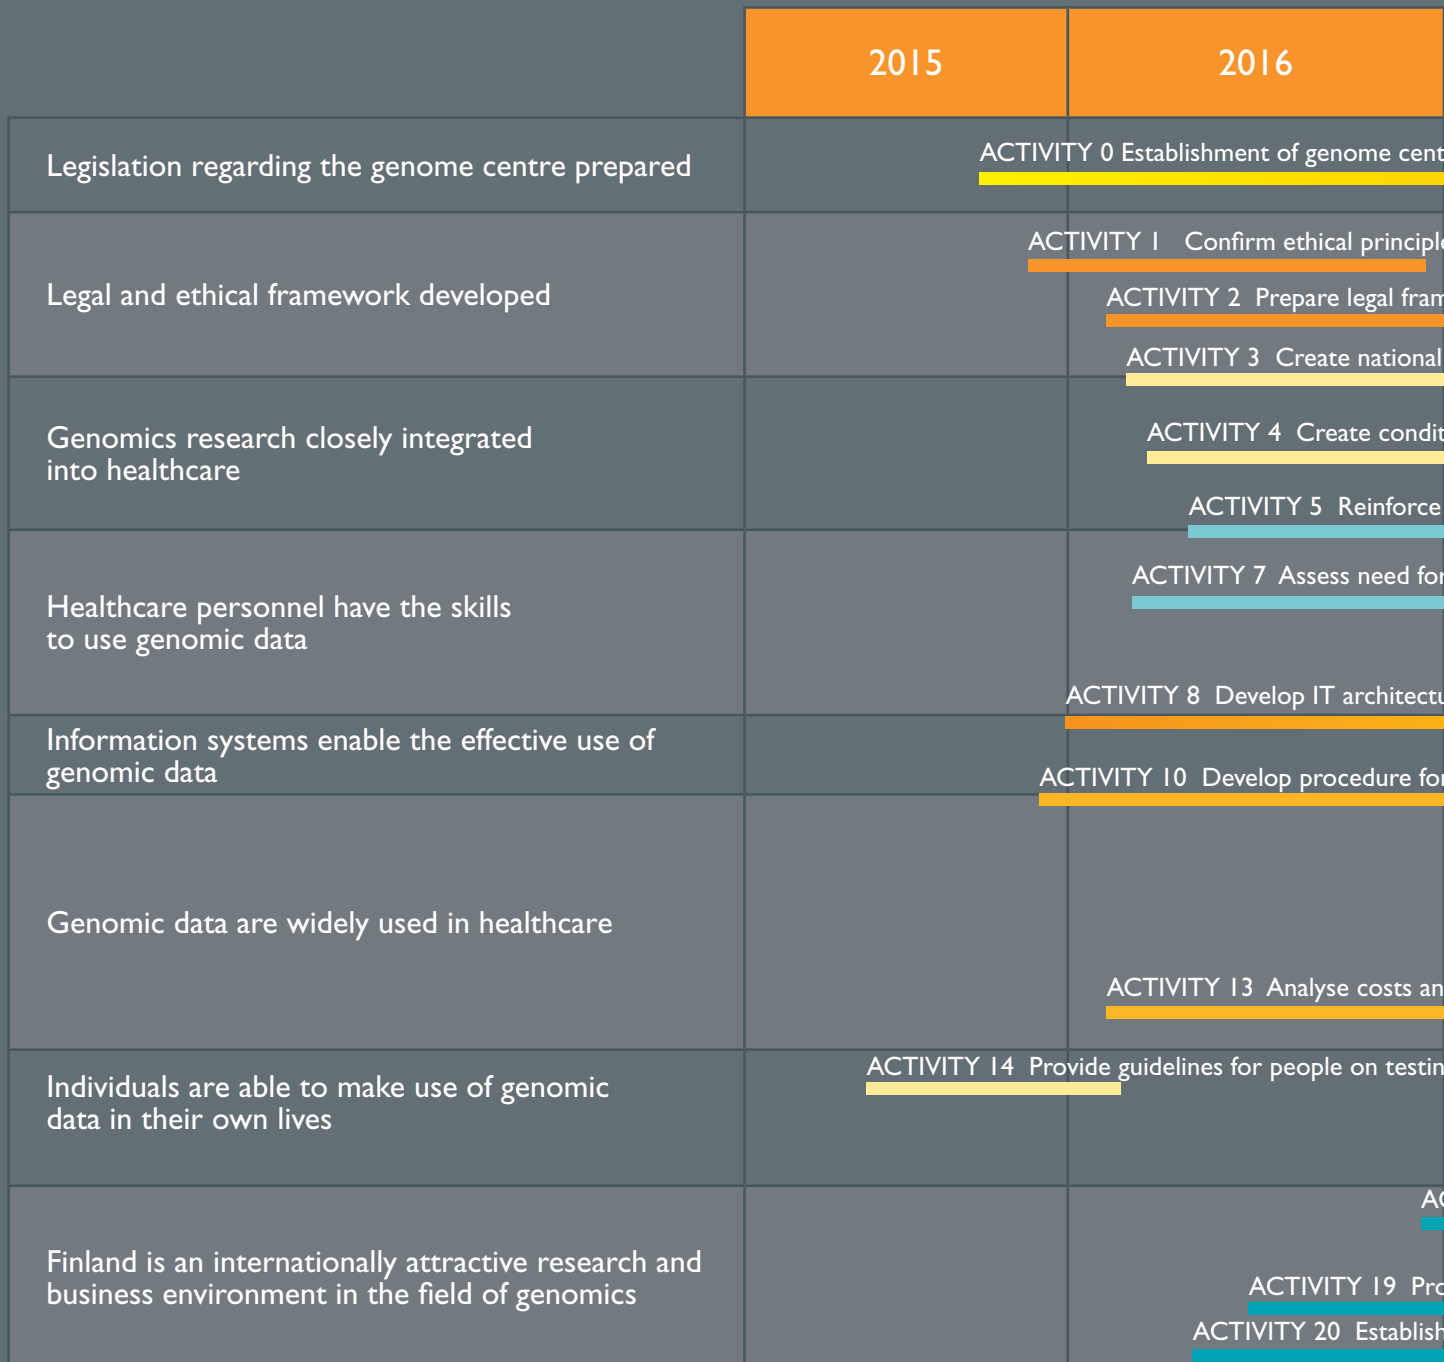 2015
2016
Legislation regarding the genome centre prepared
ACTIVITY 0 Establishment of genome cent
Legal and ethical framework developed
ACTIVITY 1 Confirm ethical principle
ACTIVITY 2 Prepare legal fram
ACTIVITY 3 Create national
Genomics research closely integrated
into healthcare
ACTIVITY 4 Create condit
ACTIVITY 5 Reinforce
Healthcare personnel have the skills
to use genomic data
ACTIVITY 7 Assess need for
ACTIVITY 8 Develop IT architectu
Information systems enable the effective use of
genomic data
ACTIVITY 10 Develop procedure for
Genomic data are widely used in healthcare
ACTIVITY 13 Analyse costs an
Individuals are able to make use of genomic
data in their own lives
ACTIVITY 14 Provide guidelines for people on testin
AC
Finland is an internationally attractive research and
business environment in the field of genomics
ACTIVITY 19 Pro
ACTIVITY 20 Establish